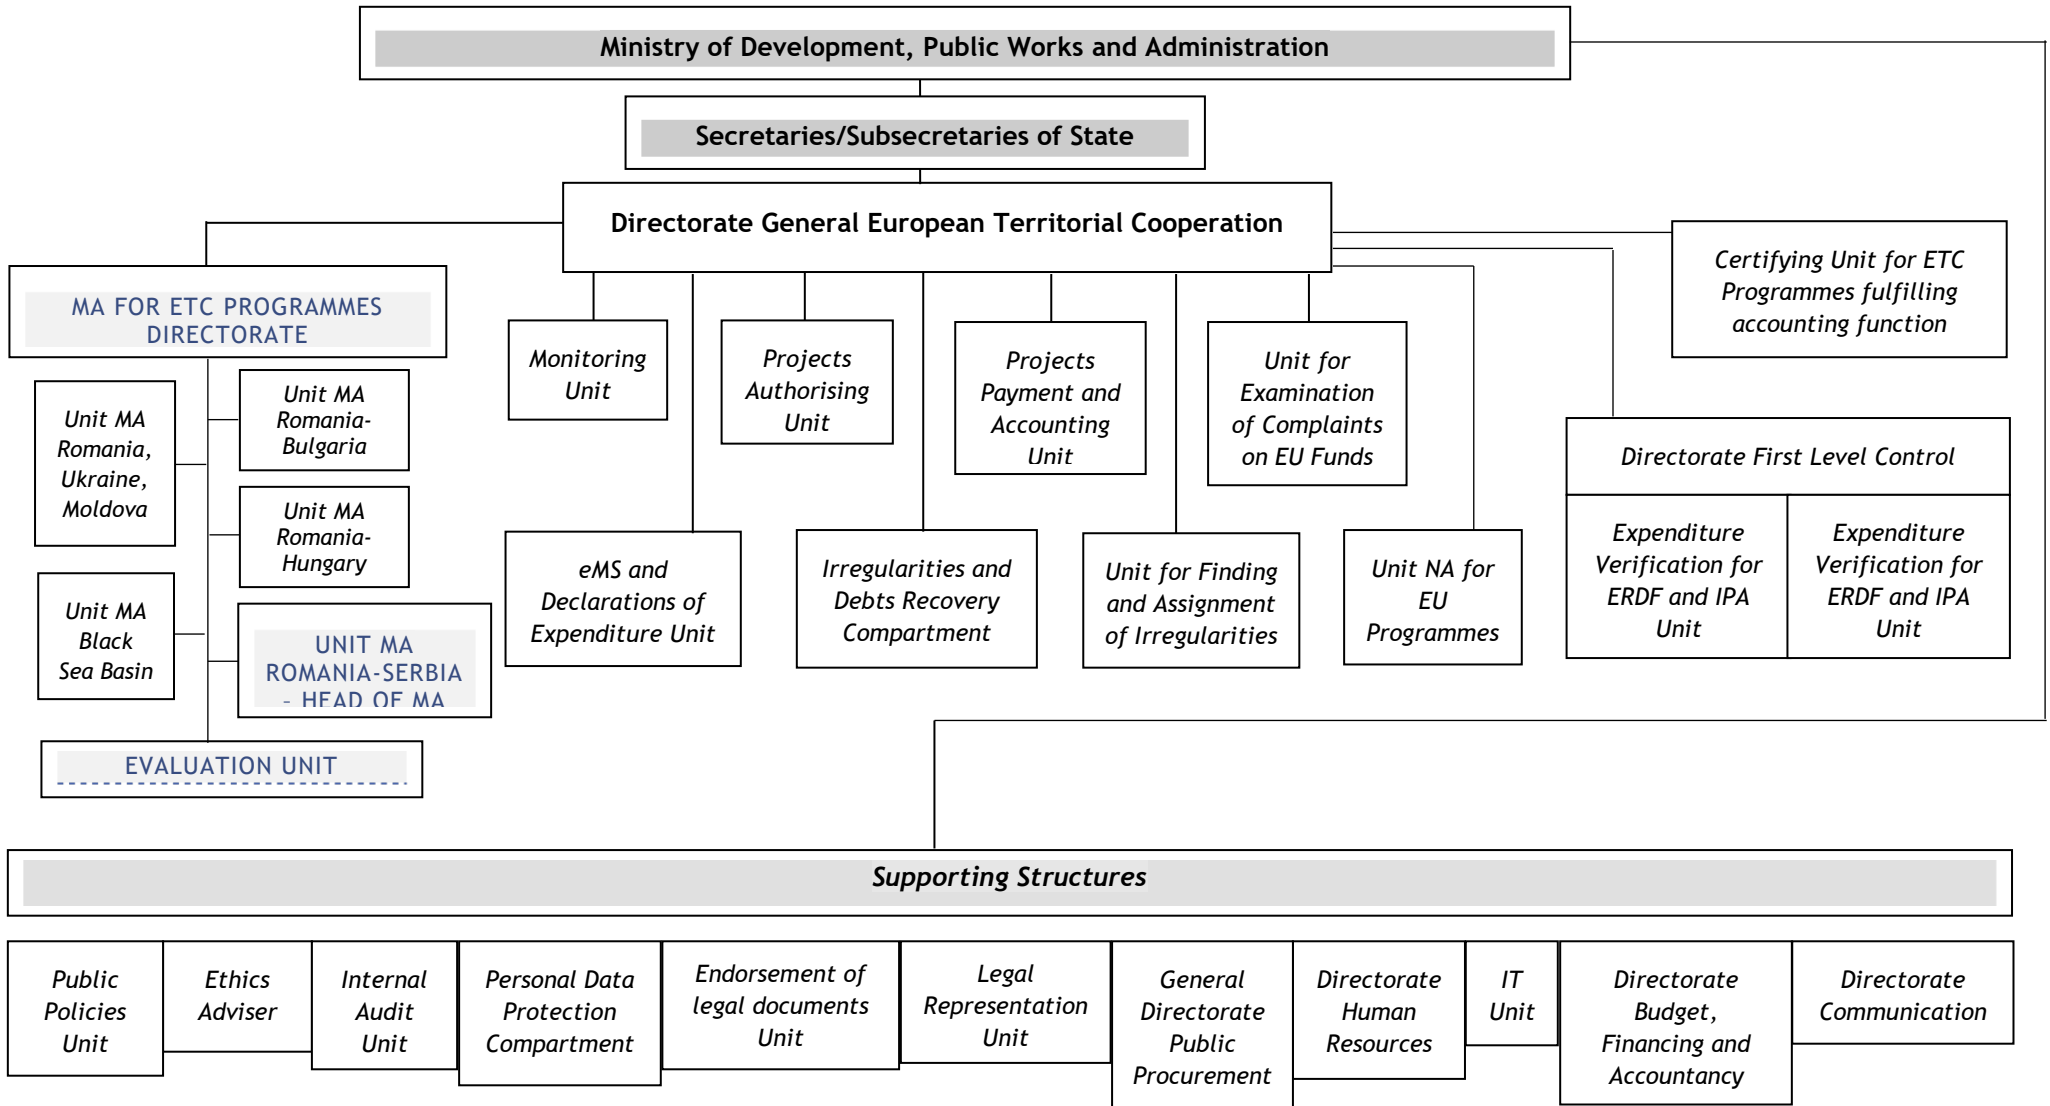 Ministry of Development, Public Works and Administration
Secretaries/Subsecretaries of State
Directorate General European Territorial Cooperation
MA FOR ETC PROGRAMMES
DIRECTORATE
Unit MA
Romania,
Ukraine,
Moldova
Unit MA
Romania-
Bulgaria
Unit MA
Romania-
Hungary
Unit MA
Black
Sea Basin
UNIT MA
ROMANIA-SERBIA
– HEAD OF MA
EVALUATION UNIT
Monitoring
Unit
Projects
Authorising
Unit
Projects
Payment and
Accounting
Unit
Unit for
Examination
of Complaints
on EU Funds
Certifying Unit for ETC
Programmes fulfilling
accounting function
eMS and
Declarations of
Expenditure Unit
Irregularities and
Debts Recovery
Compartment
Unit for Finding
and Assignment
of Irregularities
Unit NA for
EU
Programmes
Directorate First Level Control
Expenditure
Verification for
ERDF and IPA
Unit
Expenditure
Verification for
ERDF and IPA
Unit
Supporting Structures
Public
Policies
Unit
Ethics
Adviser
Internal
Audit
Unit
Personal Data
Protection
Compartment
Endorsement of
legal documents
Unit
Legal
Representation
Unit
General
Directorate
Public
Procurement
Directorate
Human
Resources
IT
Unit
Directorate
Budget,
Financing and
Accountancy
Directorate
Communication